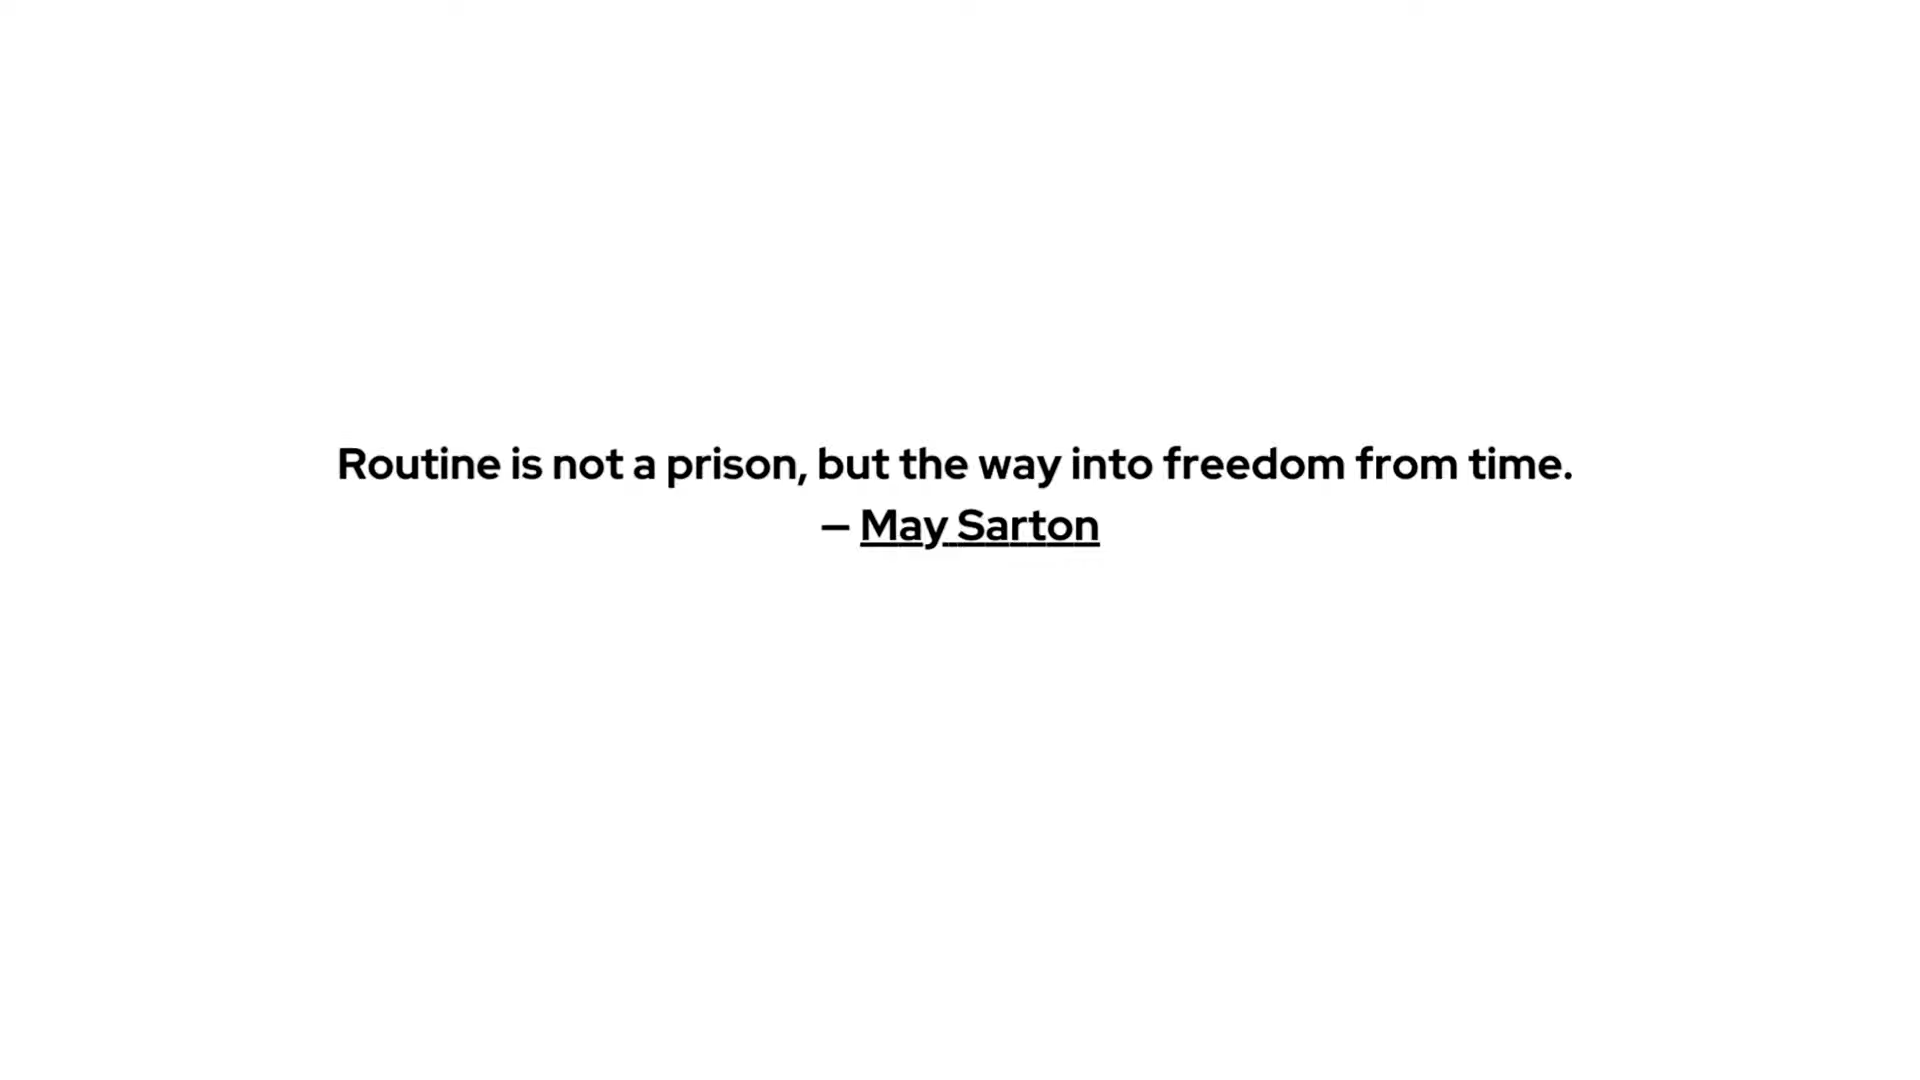 Routine is not a prison, but the way into freedom from time.
— May Sarton